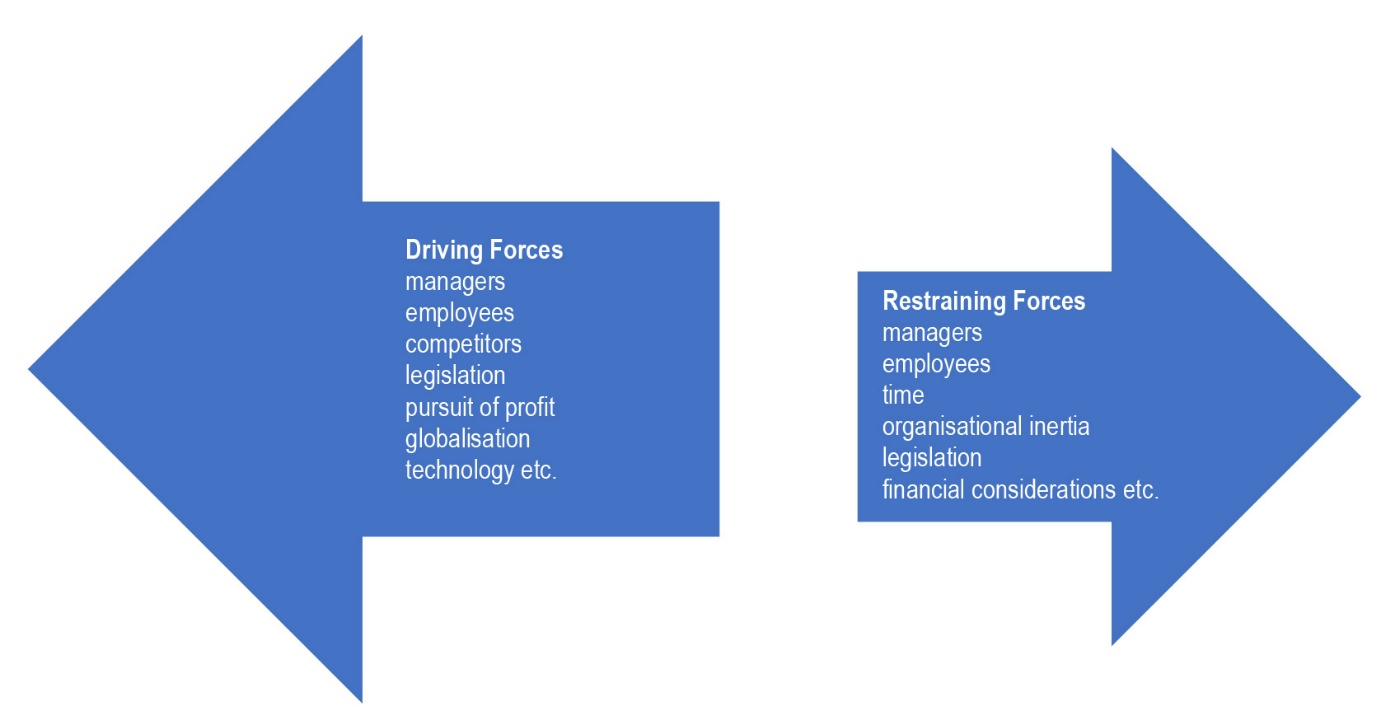 Driving Forces
managers
employees
competitors
legislation
pursuit of profit
globalisation
technology etc.
Restraining Forces
managers
employees
time
organisational inertia
legislation
financial considerations etc.